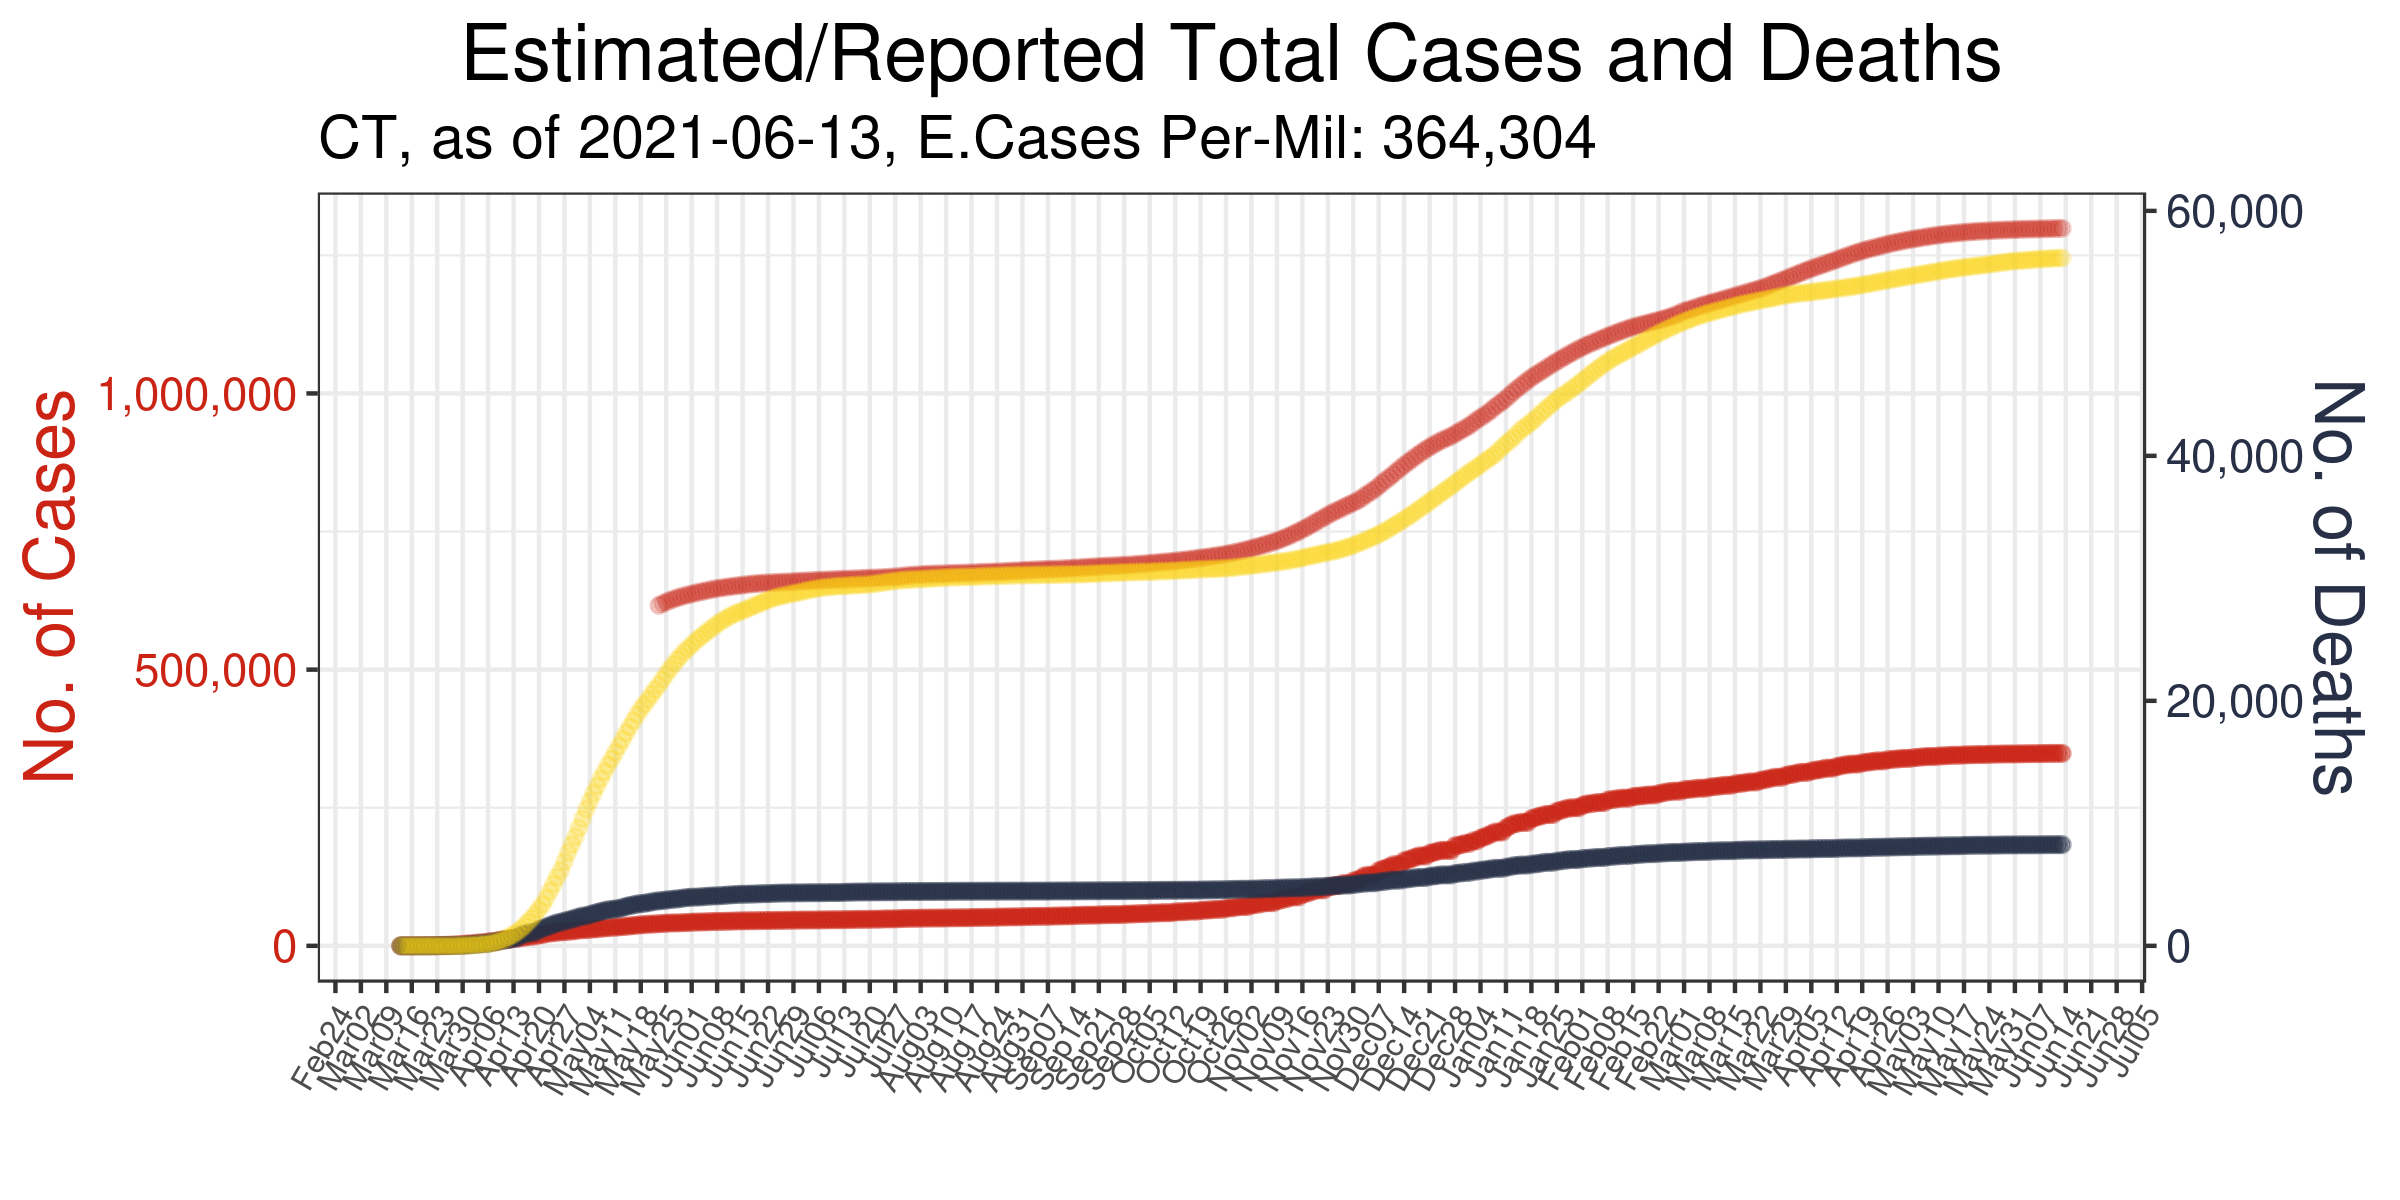 Estimated/Reported Total Cases and Deaths
CT, as of 2021-06-13, E.Cases Per-Mil: 364,304
No. of Cases
1,000,000
500,000
0
60,000
40,000
20,000
0
No. of Deaths
Feb24
Mar02
Mar09
Mar16
Mar23
Mar30
Apr06
Apr13
Apr20
Apr27
May04
May11
May18
May25
Jun01
Jun08
Jun15
Jun22
Jun29
Jul06
Jul13
Jul20
Jul27
Aug03
Aug10
Aug17
Aug24
Aug31
Sep07
Sep14
Sep21
Sep28
Oct05
Oct12
Oct19
Oct26
Nov02
Nov09
Nov16
Nov23
Nov30
Dec07
Dec14
Dec21
Dec28
Jan04
Jan11
Jan18
Jan25
Feb01
Feb08
Feb15
Feb22
Mar01
Mar08
Mar15
Mar22
Mar29
Apr05
Apr12
Apr19
Apr26
May03
May10
May17
May24
May31
Jun07
Jun14
Jun21
Jun28
Jul05